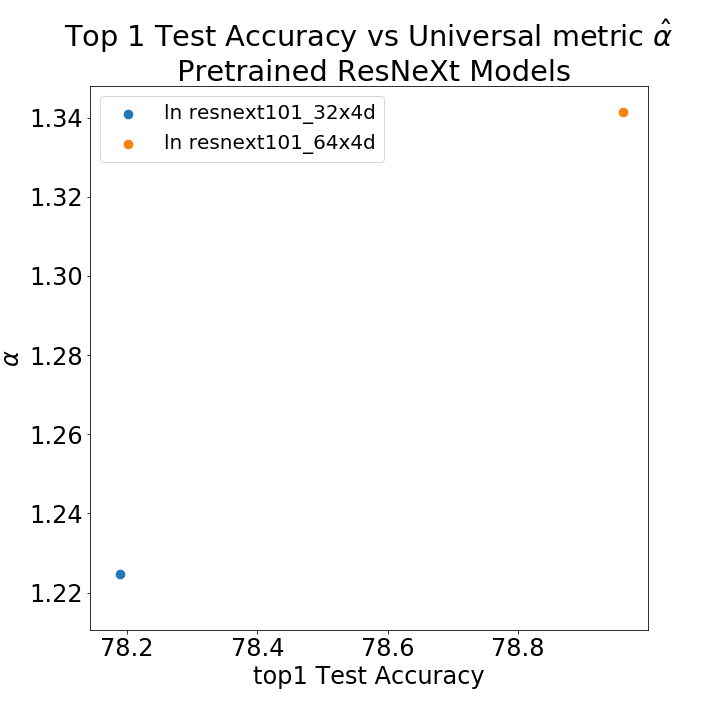 Top 1 Test Accuracy vs Universal metric α̂
Pretrained ResNeXt Models
ln resnext101_32x4d
ln resnext101_64x4d
1.34
1.32
1.30
1.28
1.26
1.24
1.22
α
78.2 78.4 78.6 78.8
top1 Test Accuracy